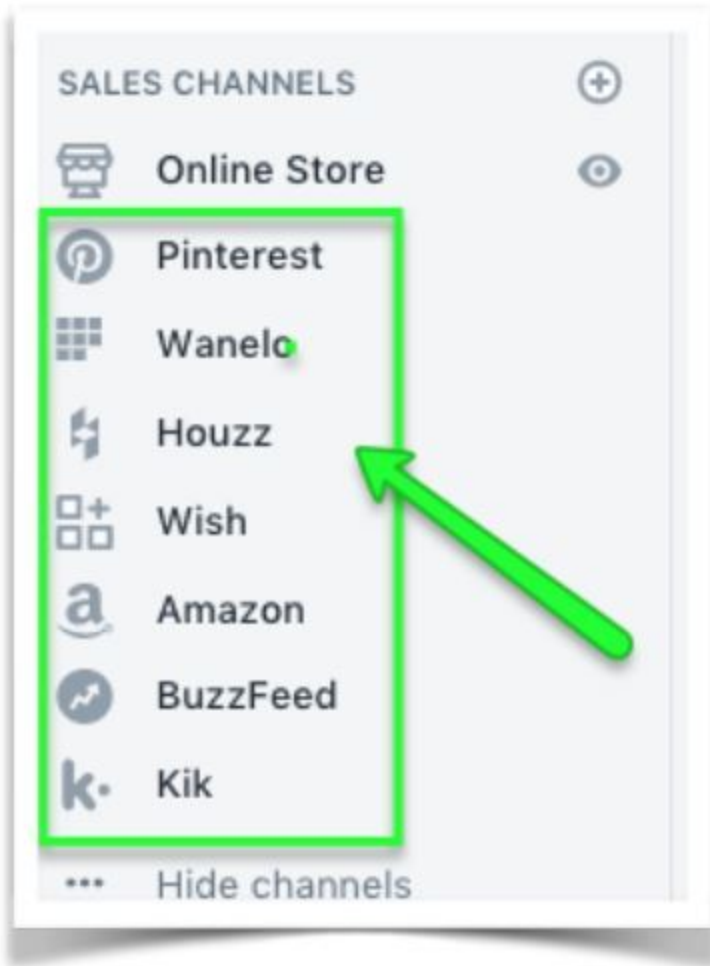 SALES CHANNELS
Online Store
Pinterest
Wanelo
Houzz
Wish
Amazon
BuzzFeed
Kik
Hide channels